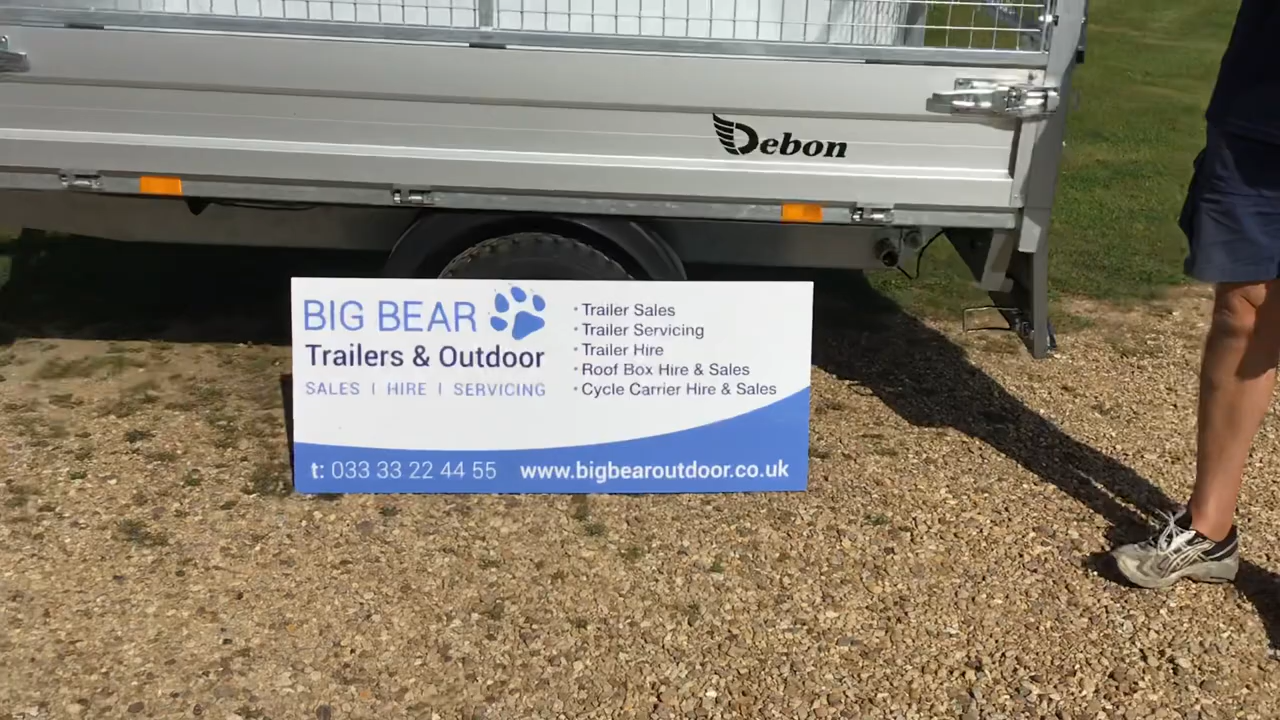 Debon
BIG BEAR
Trailers & Outdoor
SALES | HIRE | SERVICING
• Trailer Sales
• Trailer Servicing
• Trailer Hire
• Roof Box Hire & Sales
• Cycle Carrier Hire & Sales
t: 033 33 22 44 55 www.bigbearoutdoor.co.uk